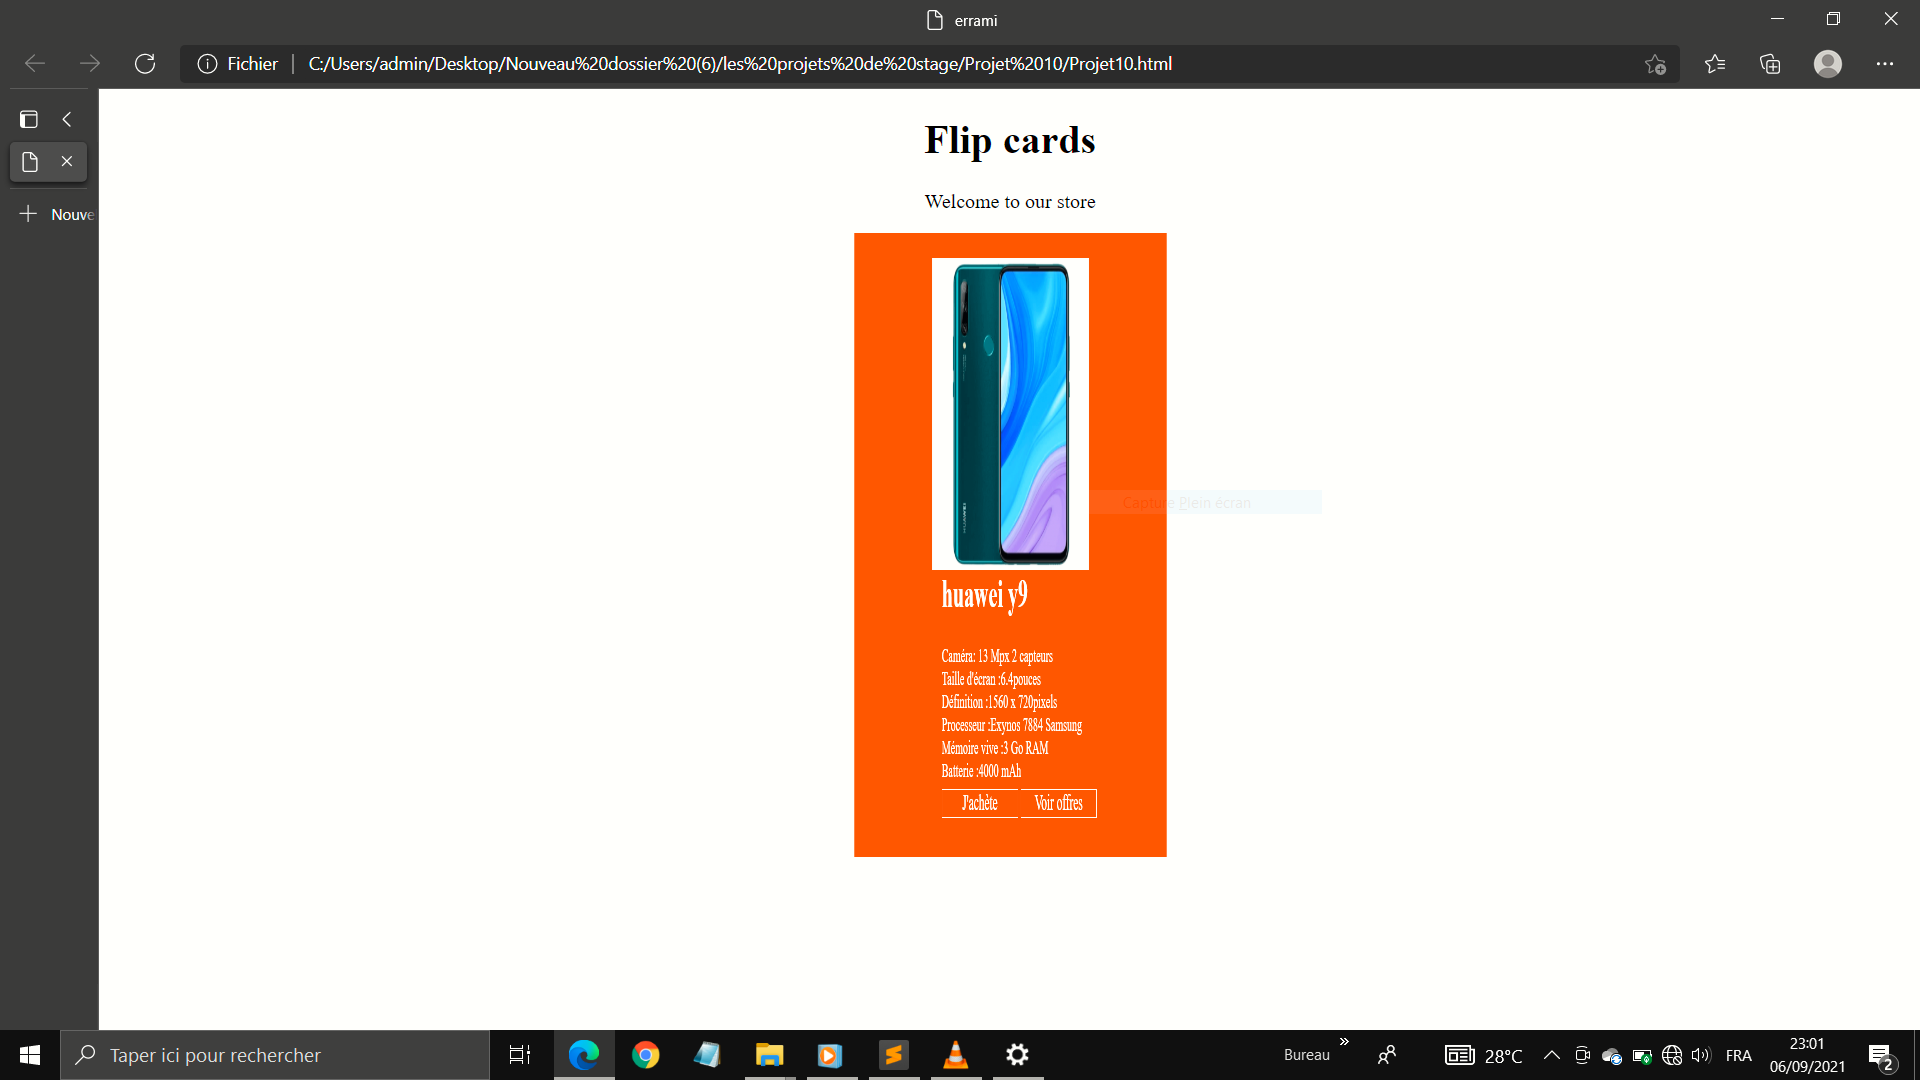 errami
Fichier
C:/Users/admin/Desktop/Nouveau%20dossier%20(6)/les%20projets%20de%20stage/Projet%2010/Projet10.html
Nouve
Flip cards
Welcome to our store
HUAWEI
Capture Plein écran
huawei y9
Caméra: 13 Mpx 2 capteurs
Taille d'écran :6.4pouces
Définition :1560 x 720pixels
Processeur :Exynos 7884 Samsung
Mémoire vive :3 Go RAM
Batterie :4000 mAh
J'achète
Voir offres
Taper ici pour rechercher
Bureau
28°C
FRA
23:01
06/09/2021
2